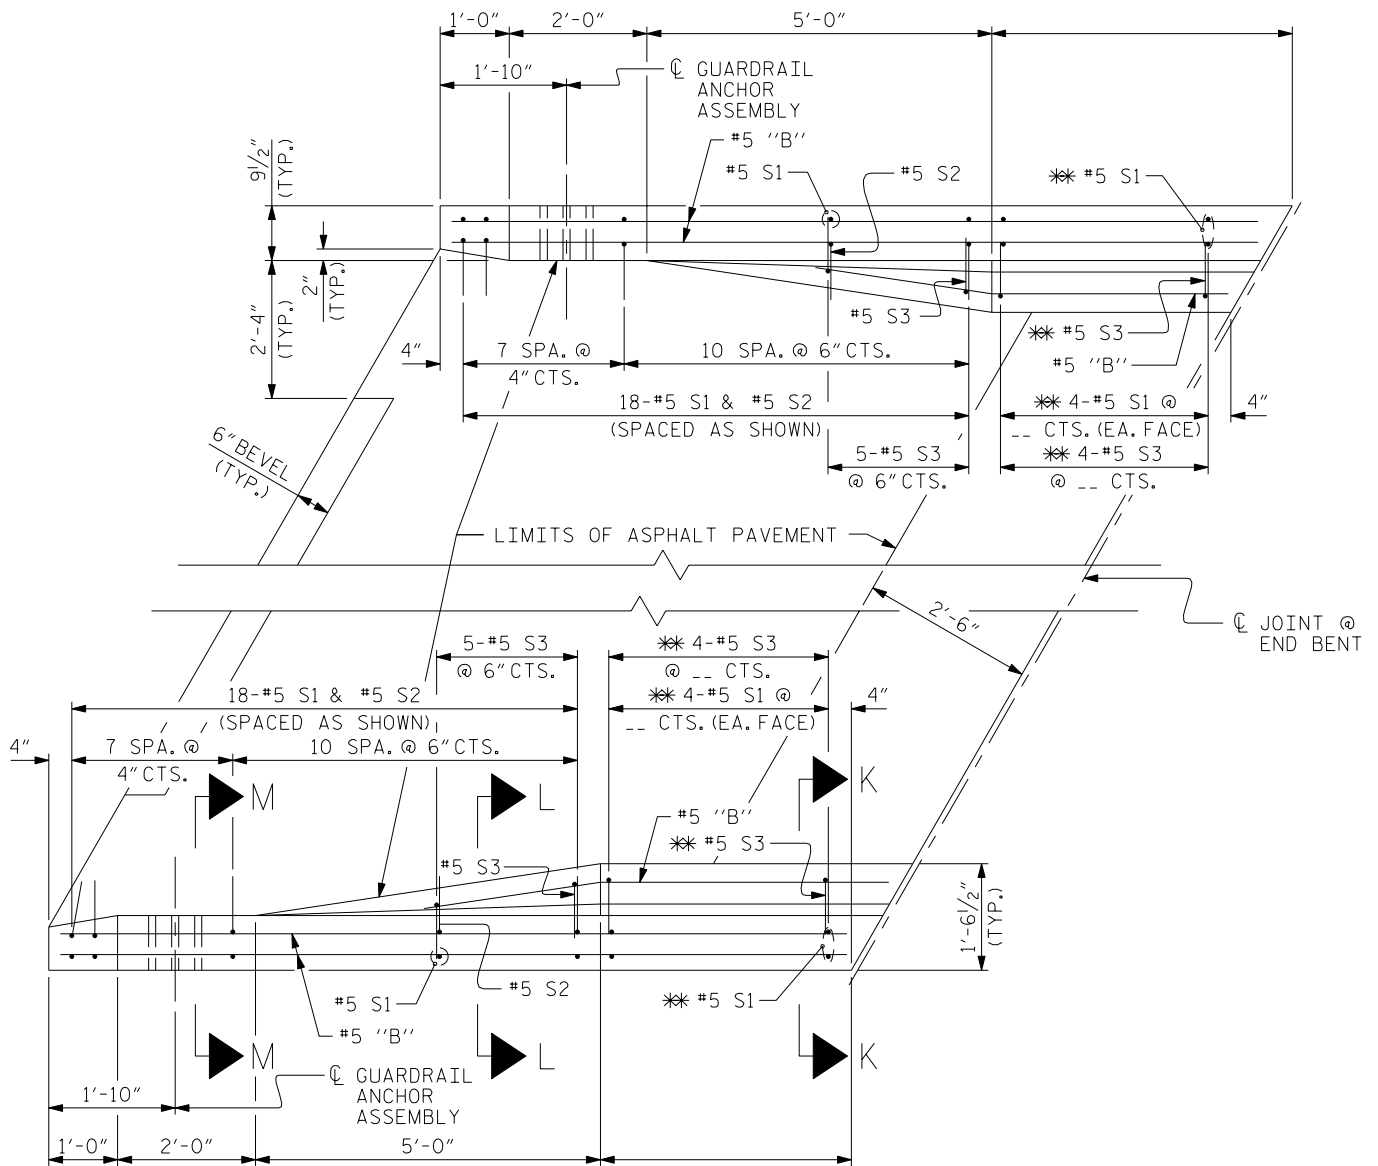 1'-0" 2'-0" 5'-0"
1'-10"
℄ GUARDRAIL
ANCHOR
ASSEMBLY
#5 ''B''
#5 S1
#5 S2
** #5 S1
9½"
(TYP.)
2"
(TYP.)
2'-4"
(TYP.)
#5 S3
** #5 S3
#5 ''B''
4"
7 SPA. @
4" CTS.
10 SPA. @ 6" CTS.
18-#5 S1 & #5 S2
(SPACED AS SHOWN)
** 4-#5 S1 @
__ CTS. (EA. FACE)
4"
5-#5 S3
@ 6" CTS.
** 4-#5 S3
@ __ CTS.
6" BEVEL
(TYP.)
LIMITS OF ASPHALT PAVEMENT
2'-6"
℄ JOINT @
END BENT
5-#5 S3
@ 6" CTS.
** 4-#5 S3
@ __ CTS.
18-#5 S1 & #5 S2
(SPACED AS SHOWN)
** 4-#5 S1 @
__ CTS. (EA. FACE)
4"
4"
7 SPA. @
4" CTS.
10 SPA. @ 6" CTS.
M
L
K
#5 ''B''
** #5 S3
#5 S3
1'-6½"
(TYP.)
#5 S1
#5 S2
** #5 S1
#5 ''B''
M
L
K
℄ GUARDRAIL
ANCHOR
ASSEMBLY
1'-10"
1'-0" 2'-0" 5'-0"